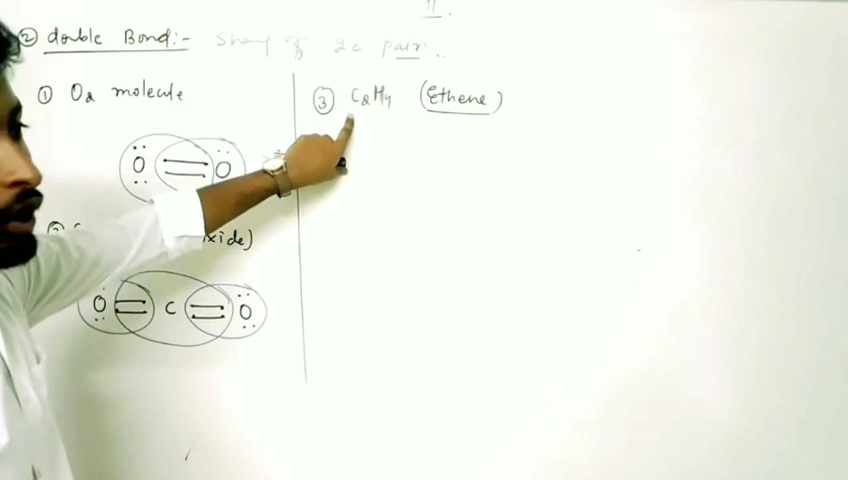 ② double Bond:- Sharing of 2e pair..
① O₂ molecule
O = O
xide)
O = C = O
③ C₂H₄ (Ethene)